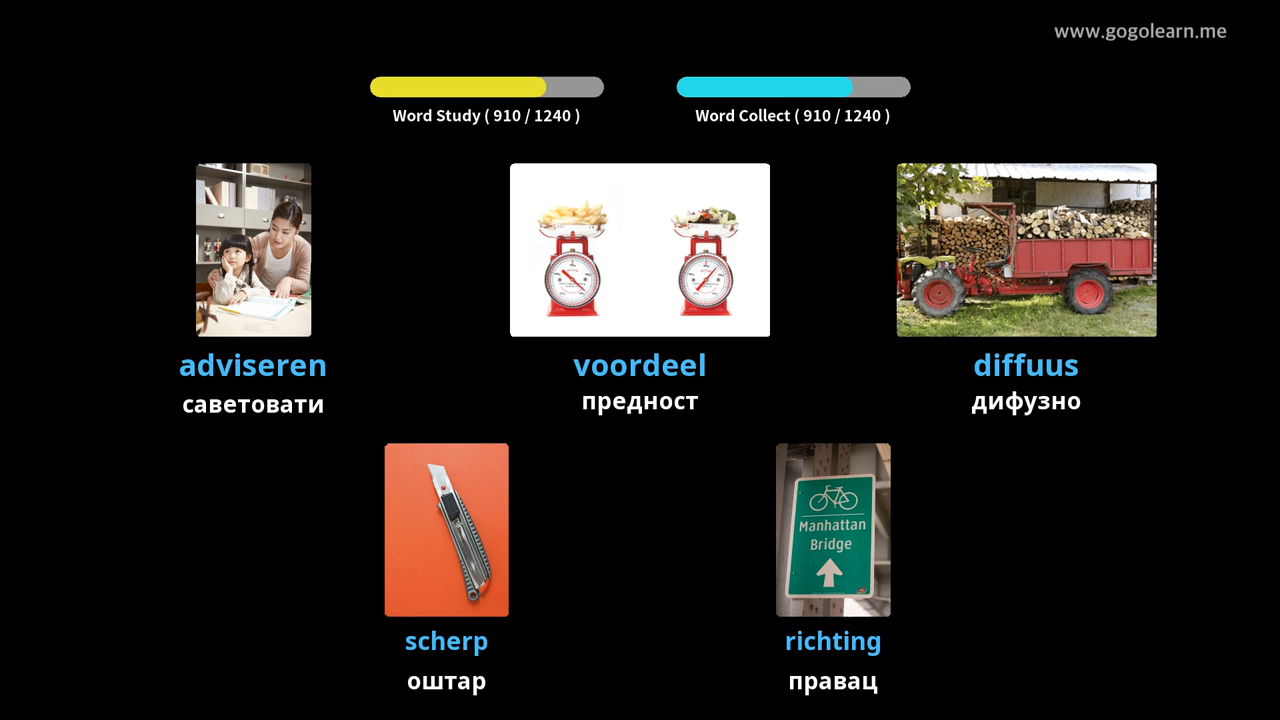 www.gogolearn.me
Word Study ( 910 / 1240 )
Word Collect ( 910 / 1240 )
adviseren
саветовати
voordeel
предност
diffuus
дифузно
Manhattan
Bridge
scherp
оштар
richting
правац